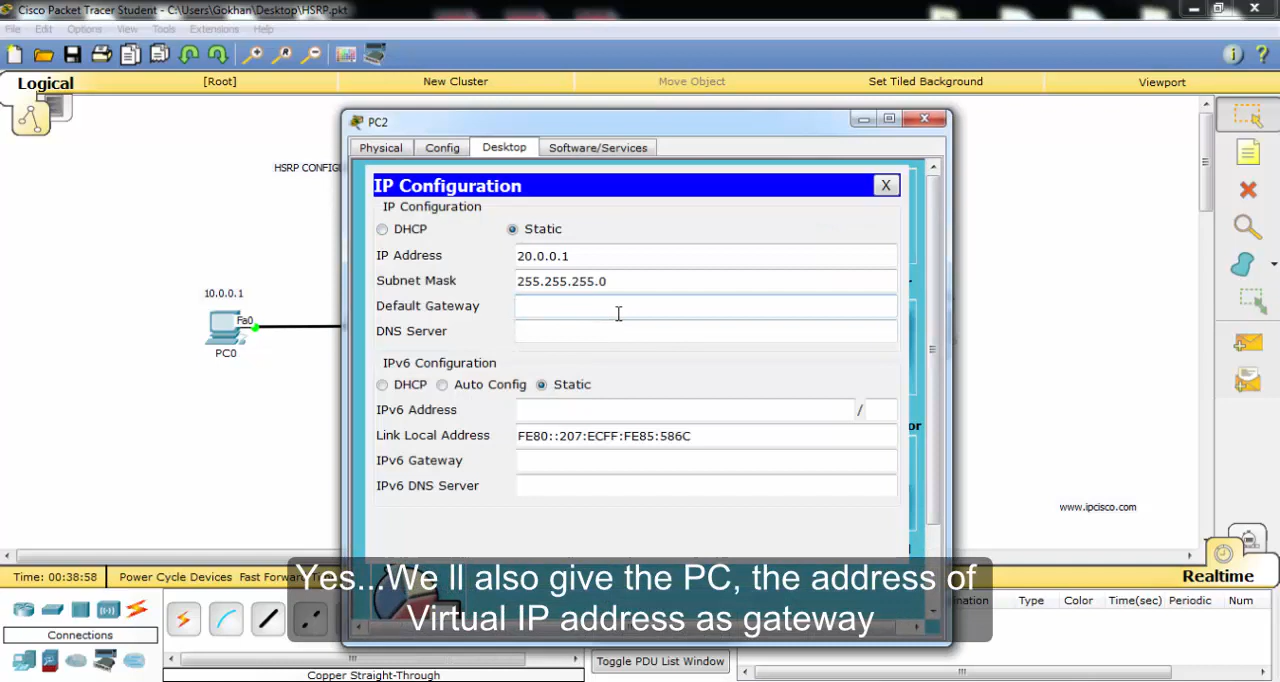 Cisco Packet Tracer Student - C:\Users\Gokhan\Desktop\HSRP.pkt
File Edit Options View Tools Extensions Help
Logical [Root] New Cluster Move Object Set Tiled Background Viewport
HSRP CONFIG
10.0.0.1
Fa0
PC0
PC2
Physical Config Desktop Software/Services
IP Configuration X
IP Configuration
DHCP Static
IP Address 20.0.0.1
Subnet Mask 255.255.255.0
Default Gateway
DNS Server
IPv6 Configuration
DHCP Auto Config Static
IPv6 Address /
Link Local Address FE80::207:ECFF:FE85:586C
IPv6 Gateway
IPv6 DNS Server
or
www.ipcisco.com
Yes...We ll also give the PC, the address of
Virtual IP address as gateway
Time: 00:38:58 Power Cycle Devices Fast Forward Realtime
Connections
Copper Straight-Through
Toggle PDU List Window
Type Color Time(sec) Periodic Num